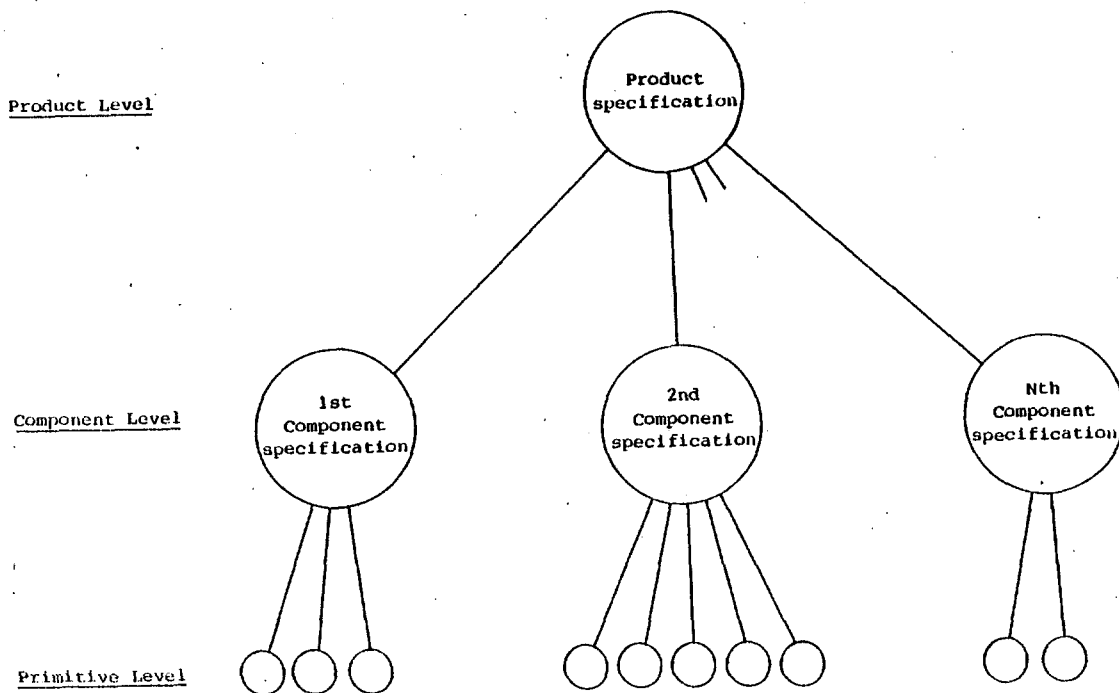 Product
specification
Product Level
1st
Component
specification
2nd
Component
specification
Nth
Component
specification
Component Level
Primitive Level